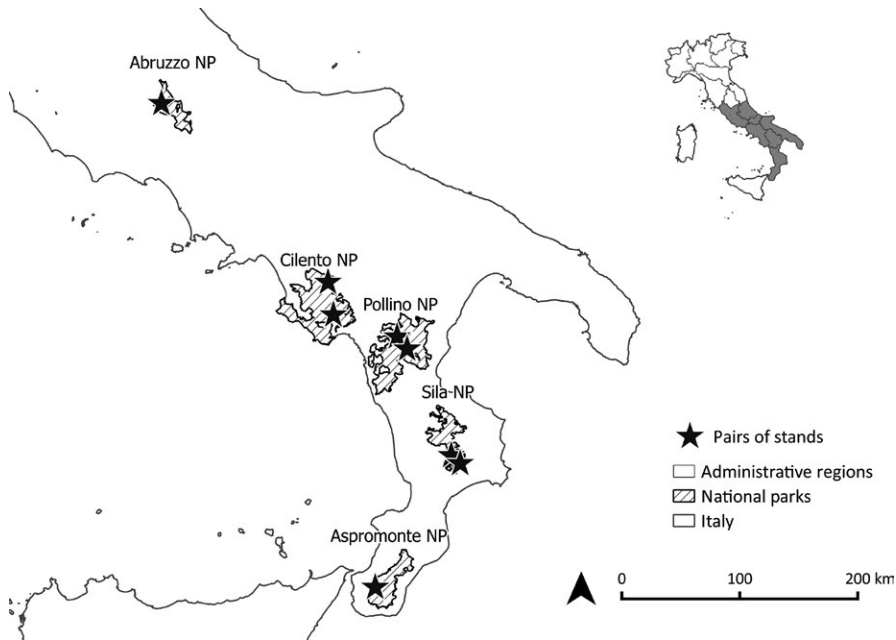 Abruzzo NP
Cilento NP
Pollino NP
Sila-NP
Pairs of stands
Administrative regions
National parks
Italy
Aspromonte NP
0 100 200 km